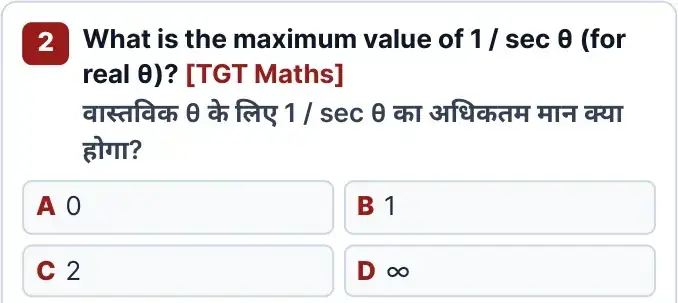 2 What is the maximum value of 1 / sec θ (for
real θ)? [TGT Maths]
वास्तविक θ के लिए 1 / sec θ का अधिकतम मान क्या
होगा?
A 0 B 1
C 2 D ∞